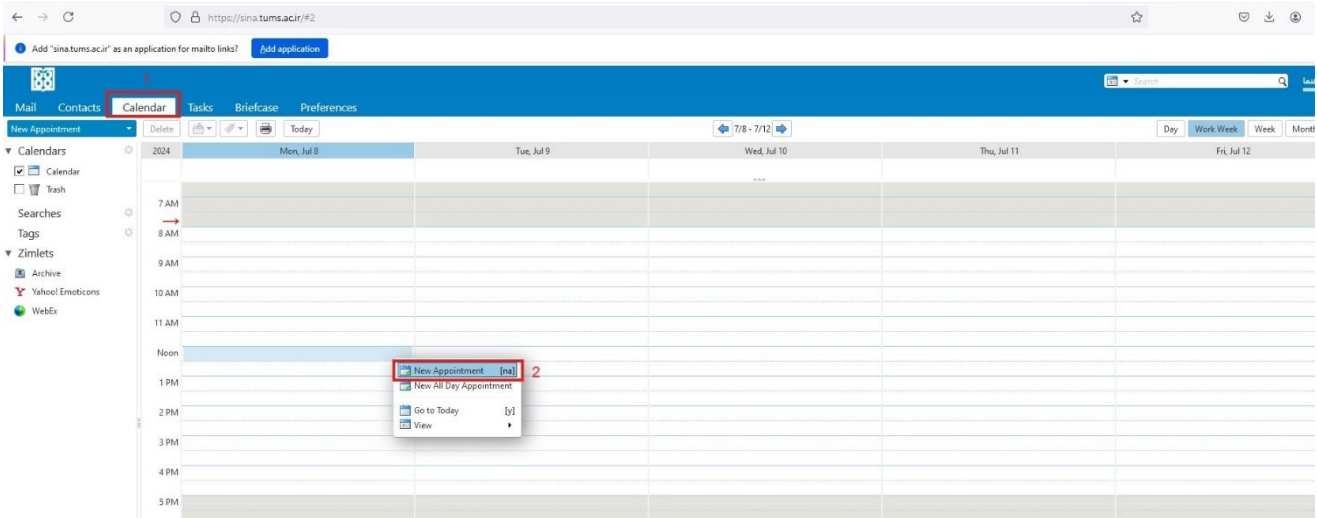 https://sina.tums.ac.ir/#2
Add "sina.tums.ac.ir" as an application for mailto links? Add application
1
Search
Mail Contacts Calendar Tasks Briefcase Preferences
New Appointment Delete Today 7/8 - 7/12 Day Work Week Week Month
Calendars 2024 Mon, Jul 8 Tue, Jul 9 Wed, Jul 10 Thu, Jul 11 Fri, Jul 12
Calendar
Trash
7 AM
Searches
Tags 8 AM
Zimlets
9 AM
Archive
Yahoo! Emoticons 10 AM
WebEx
11 AM
Noon
New Appointment [na] 2
1 PM New All Day Appointment
2 PM Go to Today [y]
View
3 PM
4 PM
5 PM